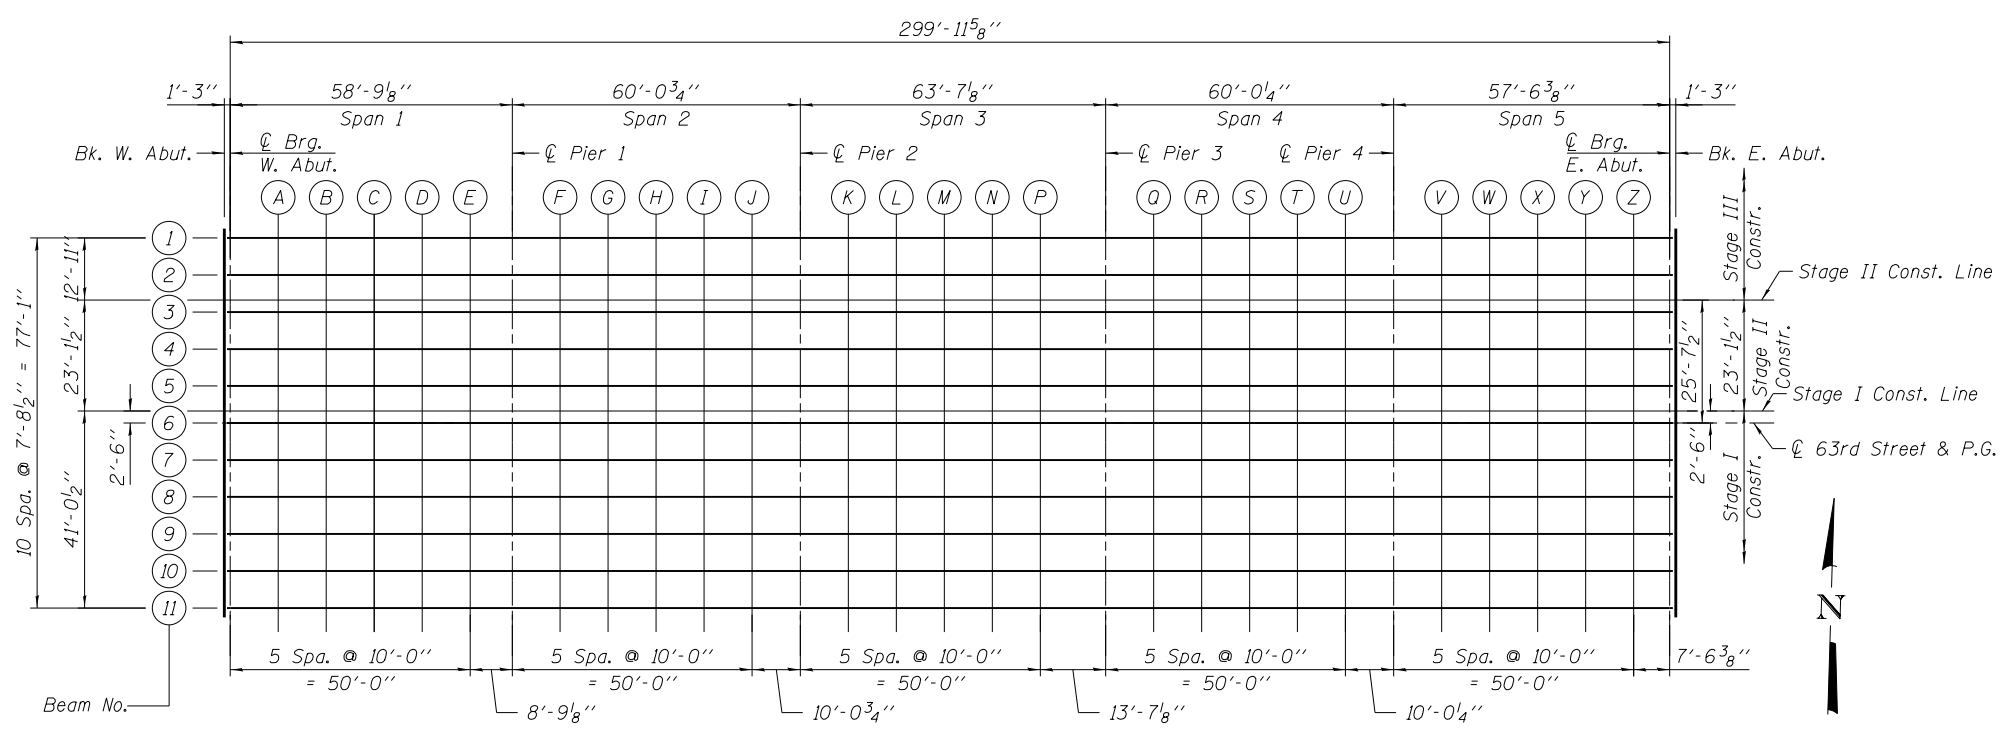 299'-11⅝"
1'-3" 58'-9⅛" 60'-0¾" 63'-7⅛" 60'-0¼" 57'-6⅜" 1'-3"
Span 1 Span 2 Span 3 Span 4 Span 5
Bk. W. Abut. ℄ Brg. ℄ Pier 1 ℄ Pier 2 ℄ Pier 3 ℄ Pier 4 ℄ Brg. Bk. E. Abut.
W. Abut. E. Abut.
A B C D E F G H I J K L M N P Q R S T U V W X Y Z
1
2
3
4
5
6
7
8
9
10
11
10 Spa. @ 7'-8½" = 77'-1"
12'-11"
23'-1½"
41'-0½"
2'-6"
Stage III
Constr.
Stage II Const. Line
25'-7½"
23'-1½"
Stage II
Constr.
Stage I Const. Line
2'-6"
Stage I
Constr.
℄ 63rd Street & P.G.
N
5 Spa. @ 10'-0" 5 Spa. @ 10'-0" 5 Spa. @ 10'-0" 5 Spa. @ 10'-0" 5 Spa. @ 10'-0" 7'-6⅜"
= 50'-0" = 50'-0" = 50'-0" = 50'-0" = 50'-0"
Beam No. 8'-9⅛" 10'-0¾" 13'-7⅛" 10'-0¼"